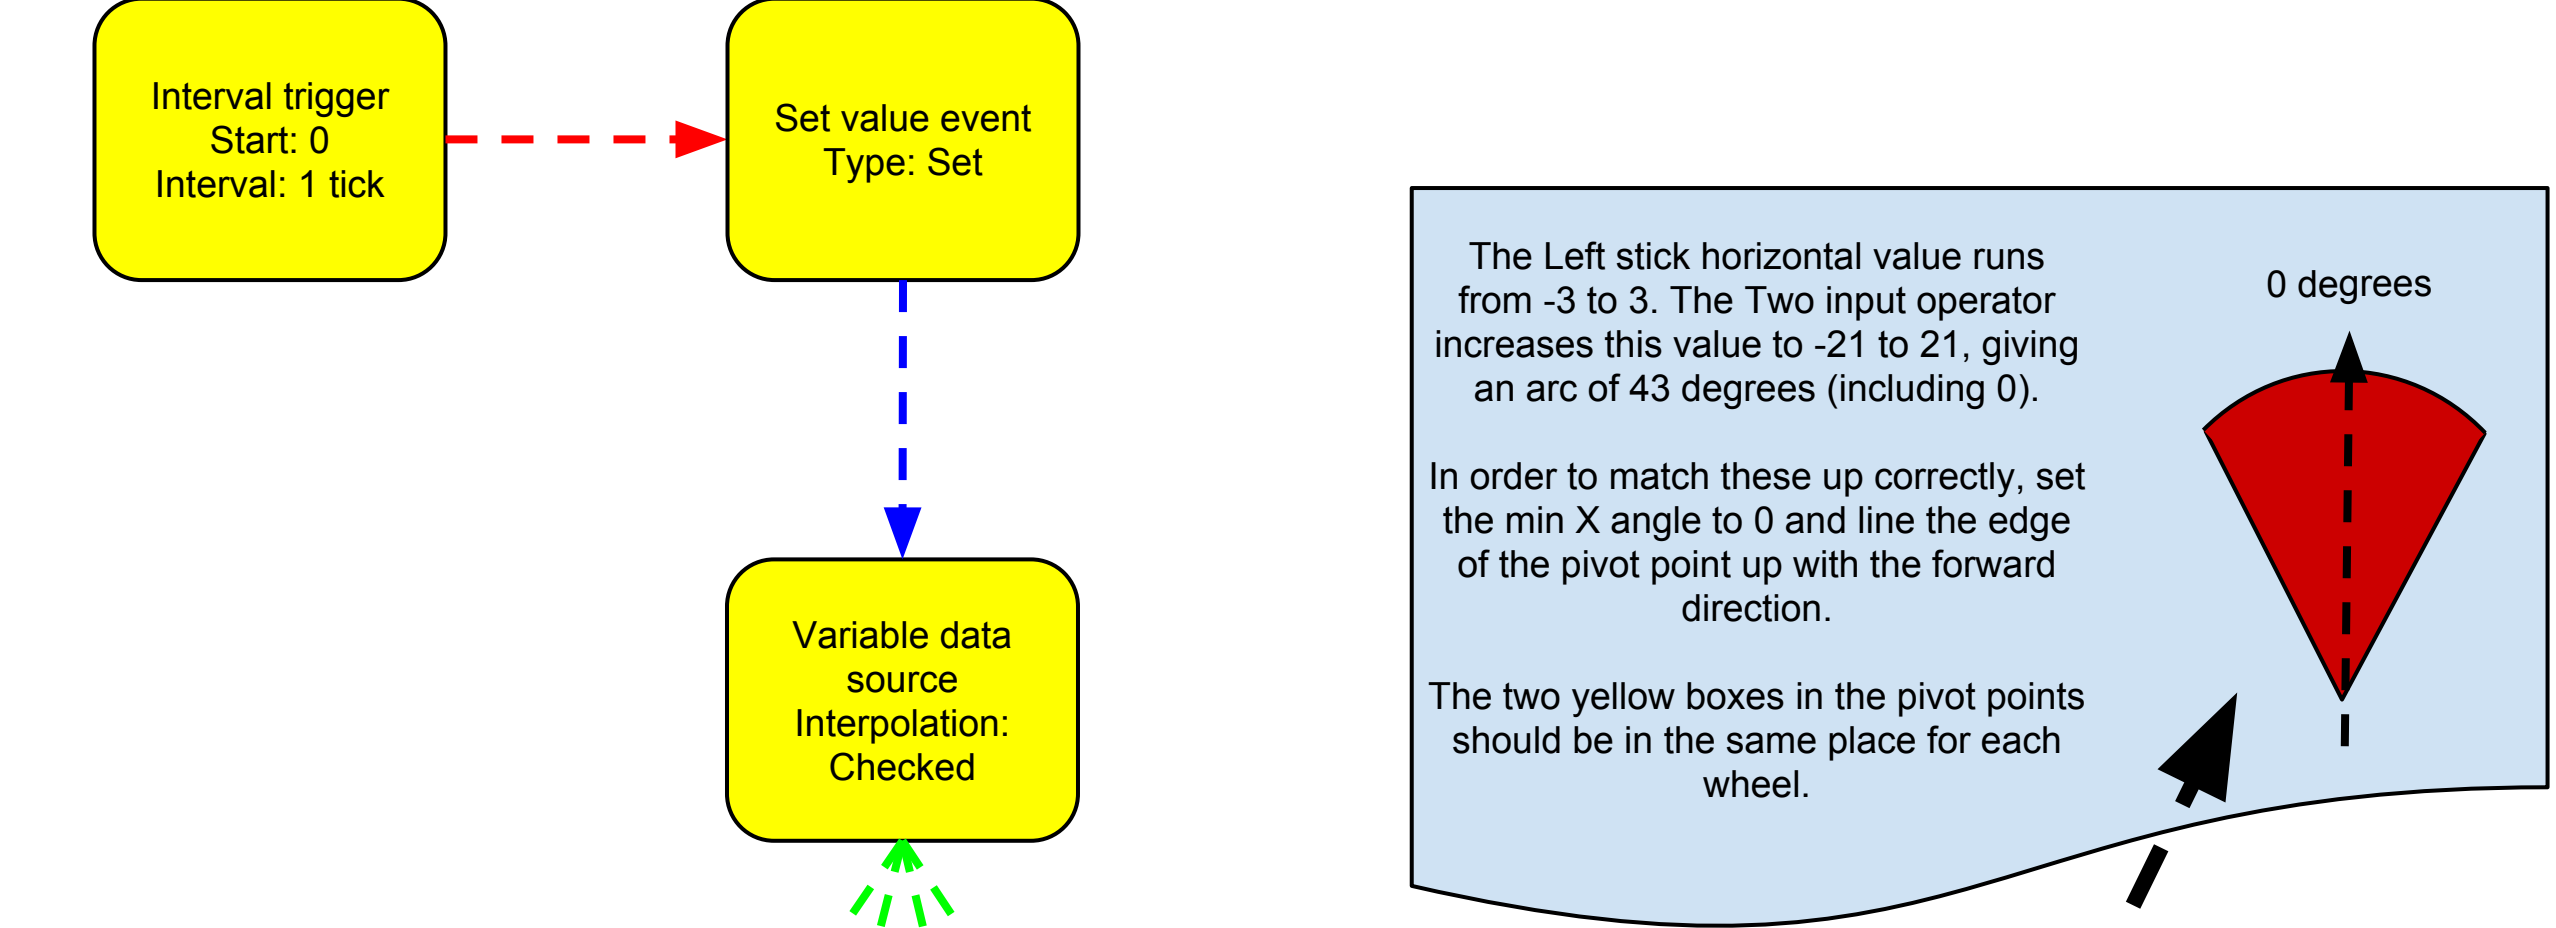 Interval trigger
Start: 0
Interval: 1 tick
Set value event
Type: Set
Variable data
source
Interpolation:
Checked
The Left stick horizontal value runs
from -3 to 3. The Two input operator
increases this value to -21 to 21, giving
an arc of 43 degrees (including 0).
In order to match these up correctly, set
the min X angle to 0 and line the edge
of the pivot point up with the forward
direction.
The two yellow boxes in the pivot points
should be in the same place for each
wheel.
0 degrees